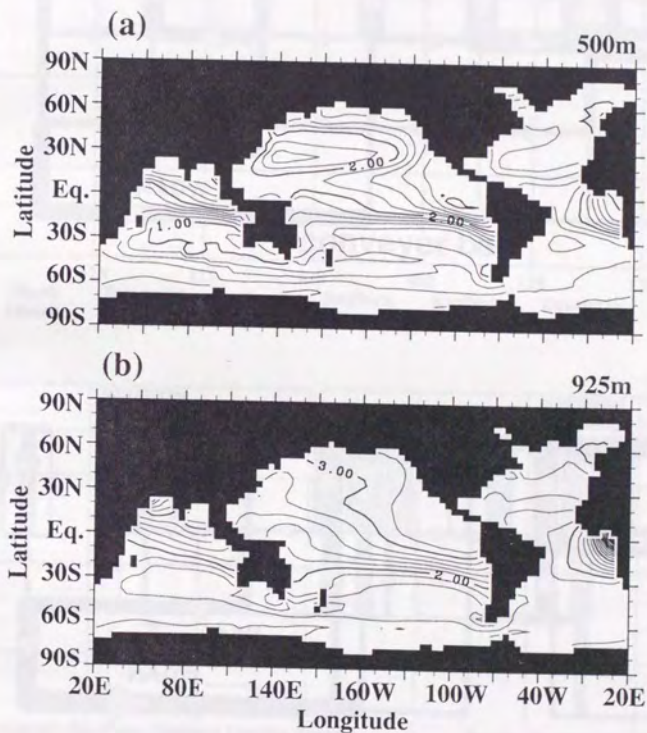 (a)
500m
90N
60N
30N
Eq.
30S
60S
90S
Latitude
2.00
1.00
2.00
(b)
925m
90N
60N
30N
Eq.
30S
60S
90S
Latitude
3.00
2.00
20E 80E 140E 160W 100W 40W 20E
Longitude